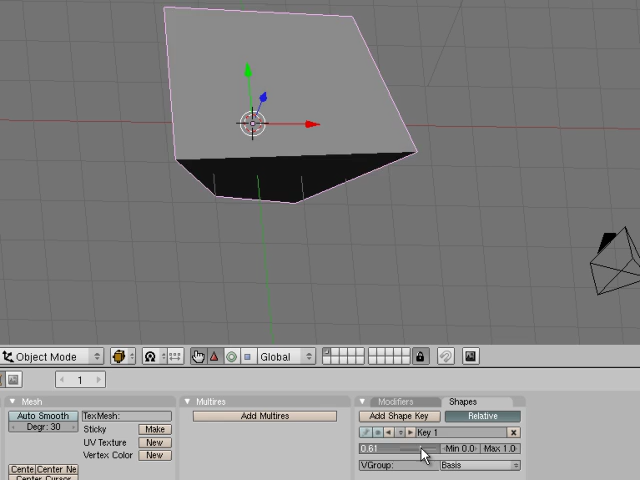 Object Mode Global
1
Mesh Multires Modifiers Shapes
Auto Smooth TexMesh: Add Multires Add Shape Key Relative
Degr: 30 Sticky Make Key 1
UV Texture New 0.61 Min 0.0 Max 1.0
Vertex Color New VGroup: Basis
Cente Center Ne
Center Cursor